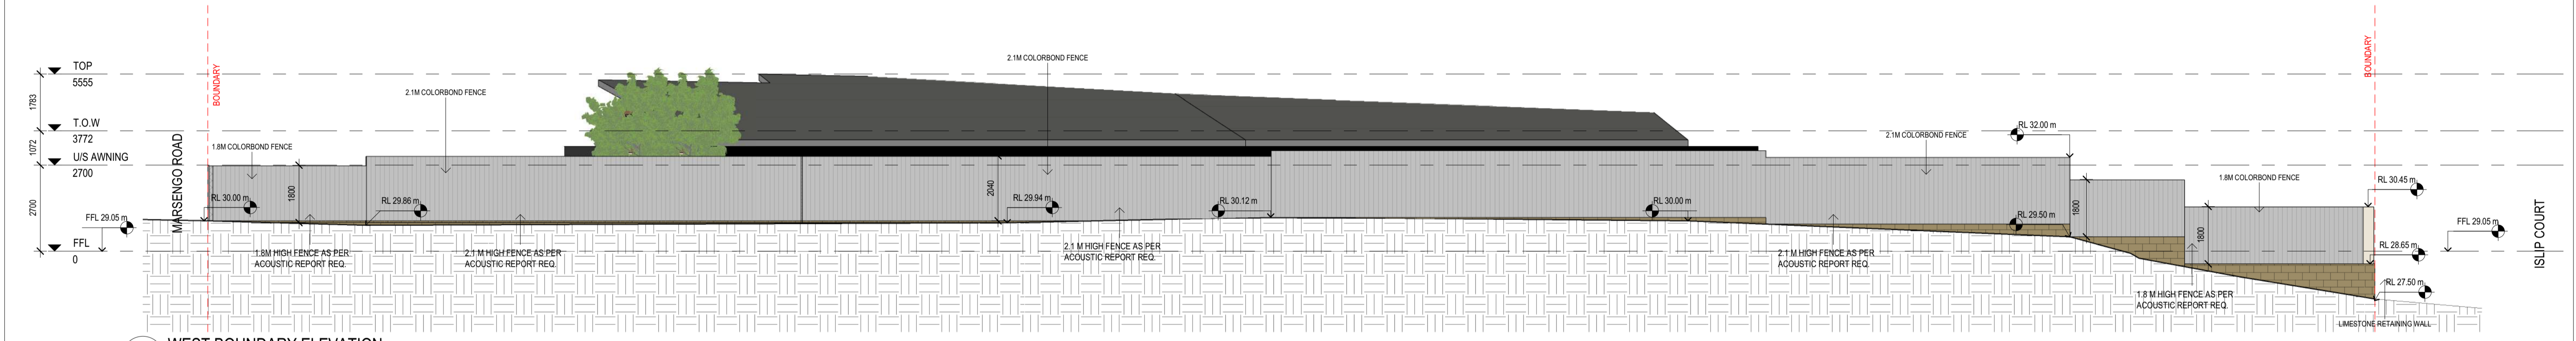 TOP
5555
1783
T.O.W
3772
1072
U/S AWNING
2700
2700
FFL 29.05 m
FFL
0
MARSENGO ROAD
BOUNDARY
1.8M COLORBOND FENCE
1800
RL 30.00 m
1.8M HIGH FENCE AS PER
ACOUSTIC REPORT REQ.
2.1M COLORBOND FENCE
RL 29.86 m
2.1 M HIGH FENCE AS PER
ACOUSTIC REPORT REQ.
2.1M COLORBOND FENCE
2040
RL 29.94 m
2.1 M HIGH FENCE AS PER
ACOUSTIC REPORT REQ.
RL 30.12 m
RL 30.00 m
2.1M COLORBOND FENCE
RL 32.00 m
RL 29.50 m
2.1 M HIGH FENCE AS PER
ACOUSTIC REPORT REQ.
1800
1.8M COLORBOND FENCE
1800
1.8 M HIGH FENCE AS PER
ACOUSTIC REPORT REQ.
BOUNDARY
RL 30.45 m
RL 28.65 m
RL 27.50 m
LIMESTONE RETAINING WALL
FFL 29.05 m
ISLIP COURT
WEST BOUNDARY ELEVATION